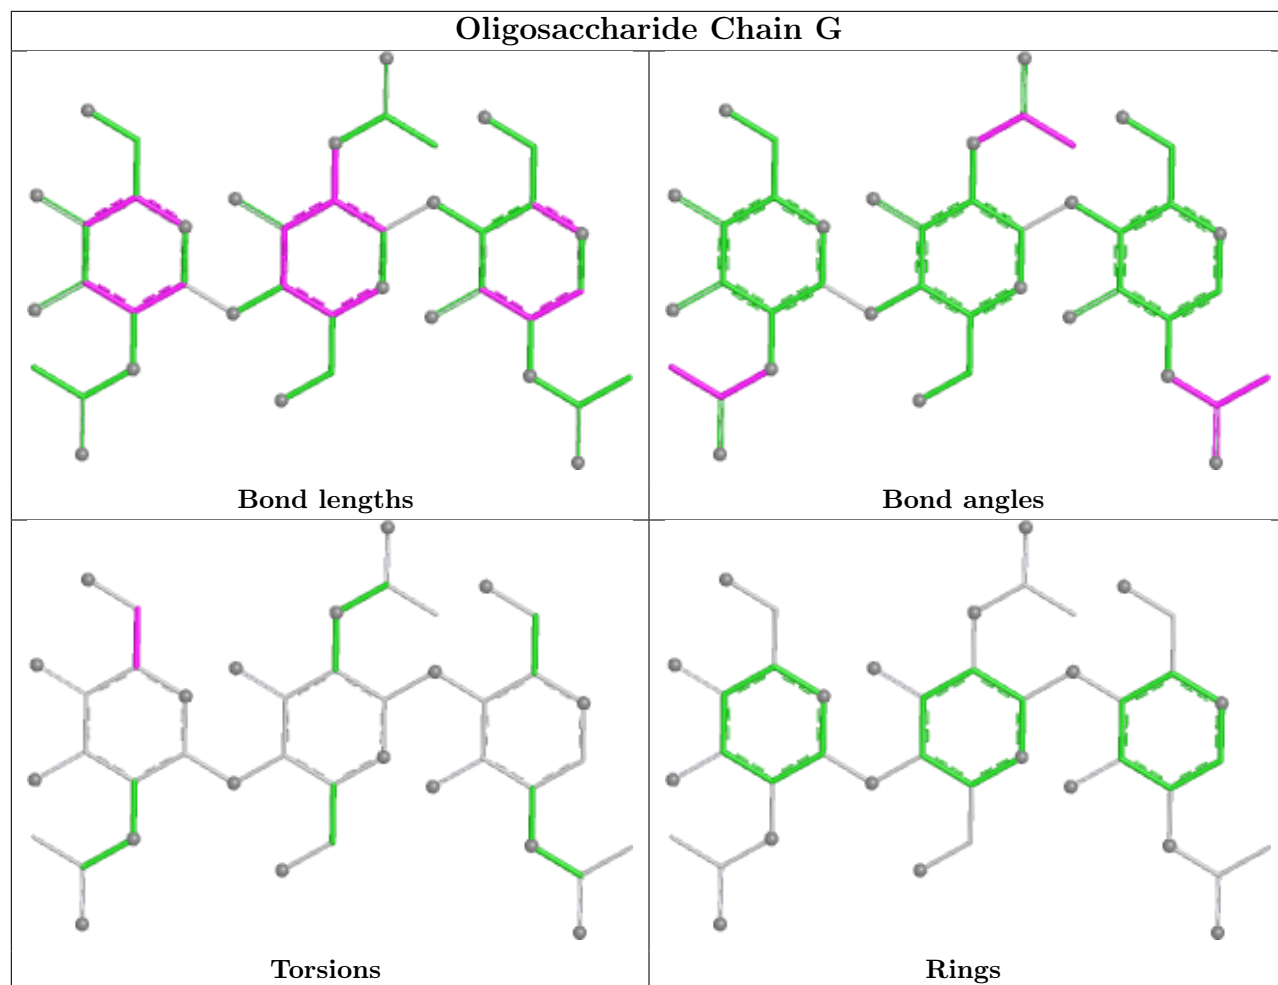 Oligosaccharide Chain G
Bond lengths
Bond angles
Torsions
Rings